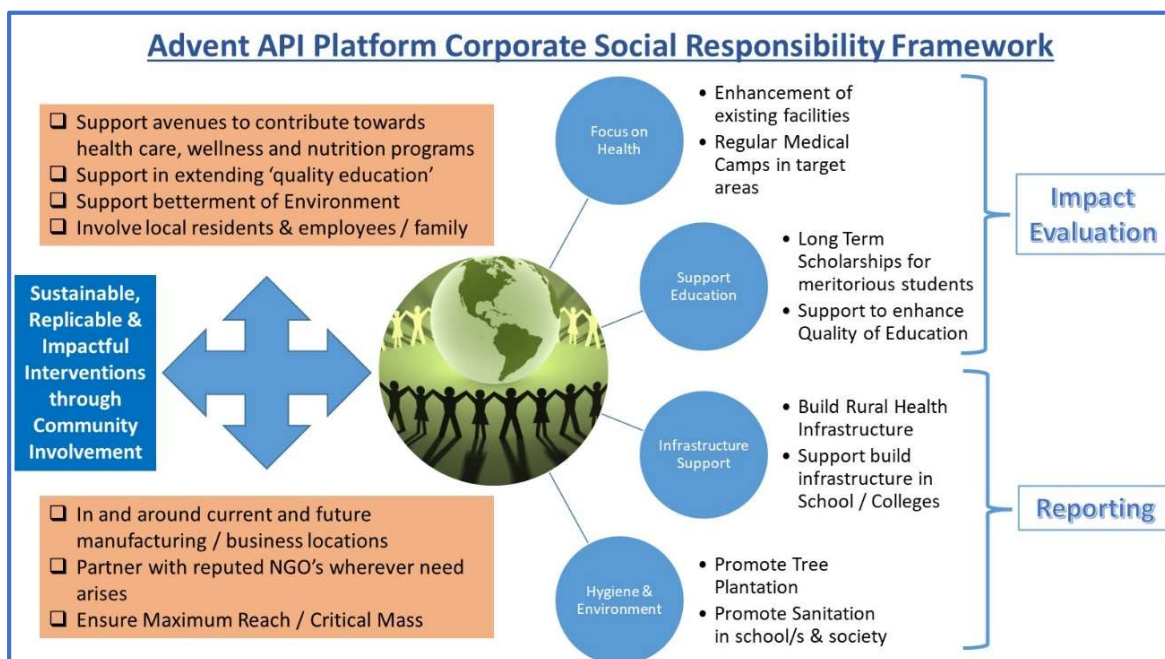 Advent API Platform Corporate Social Responsibility Framework
❑ Support avenues to contribute towards
health care, wellness and nutrition programs
❑ Support in extending ‘quality education’
❑ Support betterment of Environment
❑ Involve local residents & employees / family
Sustainable,
Replicable &
Impactful
Interventions
through
Community
Involvement
❑ In and around current and future
manufacturing / business locations
❑ Partner with reputed NGO’s wherever need
arises
❑ Ensure Maximum Reach / Critical Mass
Focus on
Health
• Enhancement of
existing facilities
• Regular Medical
Camps in target
areas
Support
Education
• Long Term
Scholarships for
meritorious students
• Support to enhance
Quality of Education
Impact
Evaluation
Infrastructure
Support
• Build Rural Health
Infrastructure
• Support build
infrastructure in
School / Colleges
Hygiene &
Environment
• Promote Tree
Plantation
• Promote Sanitation
in school/s & society
Reporting